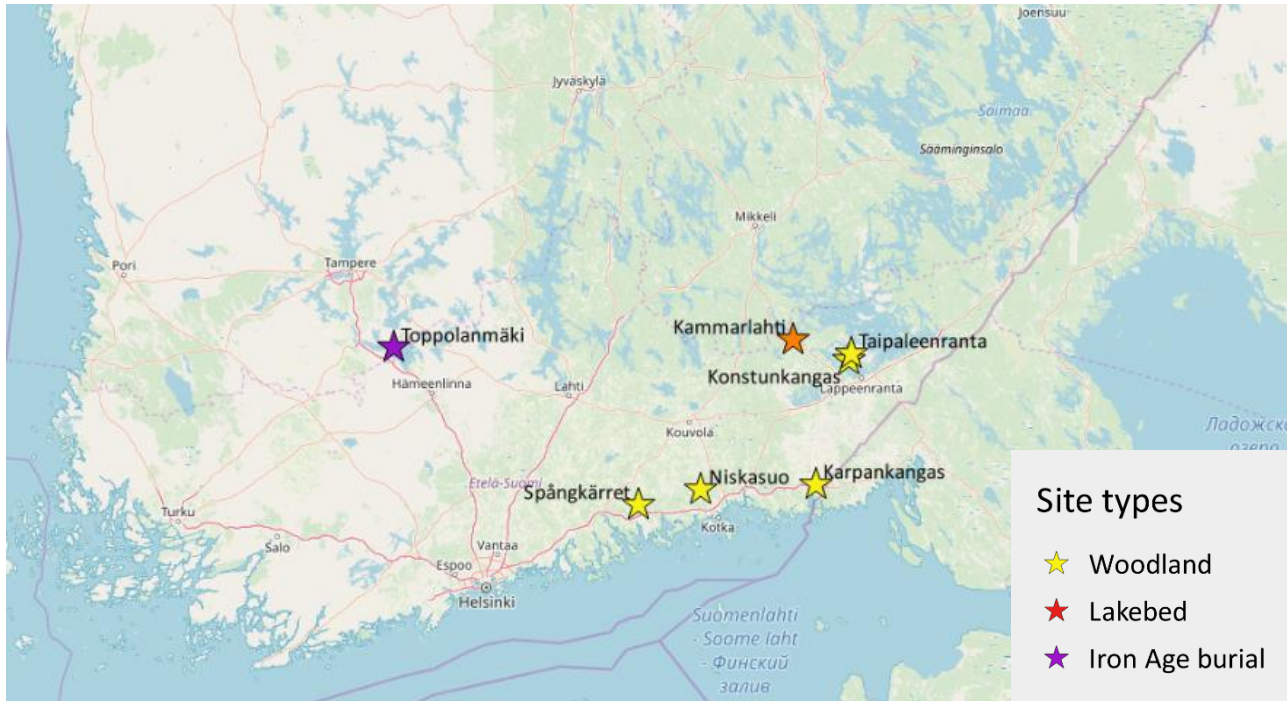 Joensuu
Jyväskylä
Saimaa
Sääminginsalo
Mikkeli
Pori
Tampere
Toppolanmäki
Kammarlahti
Taipaleenranta
Konstunkangas
Lappeenranta
Hämeenlinna
Lahti
Kouvola
Ладожско
озеро
Etelä-Suomi
Spångkärret
Niskasuo
Karpankangas
Turku
Salo
Kotka
Vantaa
Espoo
Helsinki
Suomenlahti
- Soome laht
- Финский
залив
Site types
Woodland
Lakebed
Iron Age burial